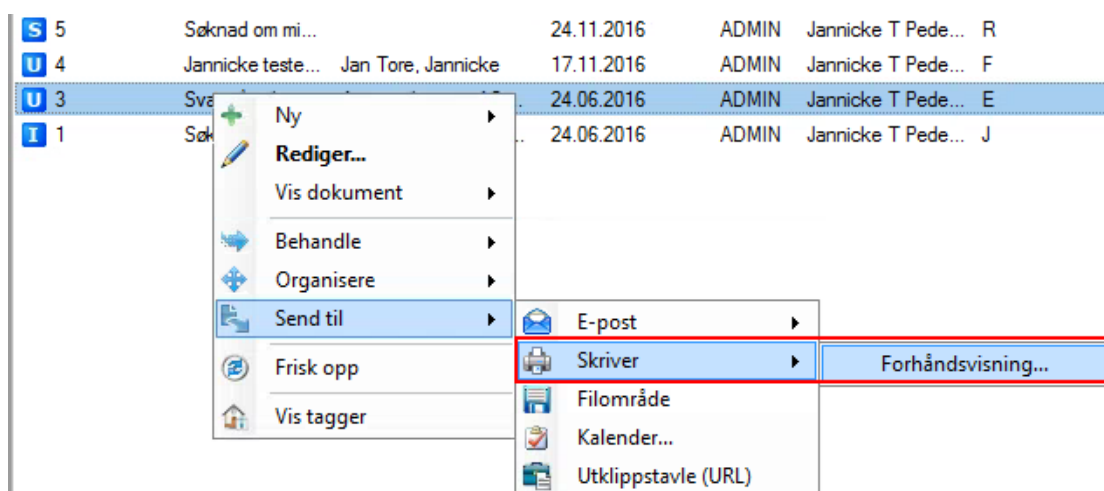 S 5 Søknad om mi... 24.11.2016 ADMIN Jannicke T Pede... R
U 4 Jannicke teste... Jan Tore, Jannicke 17.11.2016 ADMIN Jannicke T Pede... F
U 3 24.06.2016 ADMIN Jannicke T Pede... E
I 1 24.06.2016 ADMIN Jannicke T Pede... J
Ny
Rediger...
Vis dokument
Behandle
Organisere
Send til
Frisk opp
Vis tagger
E-post
Skriver
Forhåndsvisning...
Filområde
Kalender...
Utklippstavle (URL)